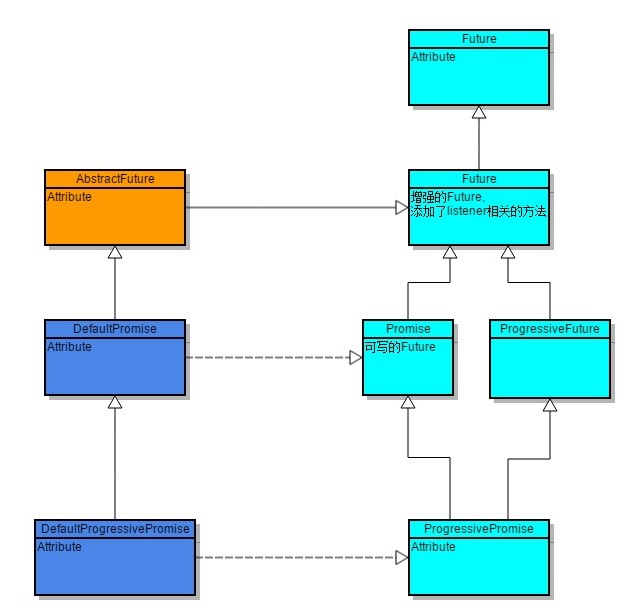 Future
Attribute
AbstractFuture
Attribute
Future
增强的Future,
添加了listener相关的方法
DefaultPromise
Attribute
Promise
可写的Future
ProgressiveFuture
DefaultProgressivePromise
Attribute
ProgressivePromise
Attribute